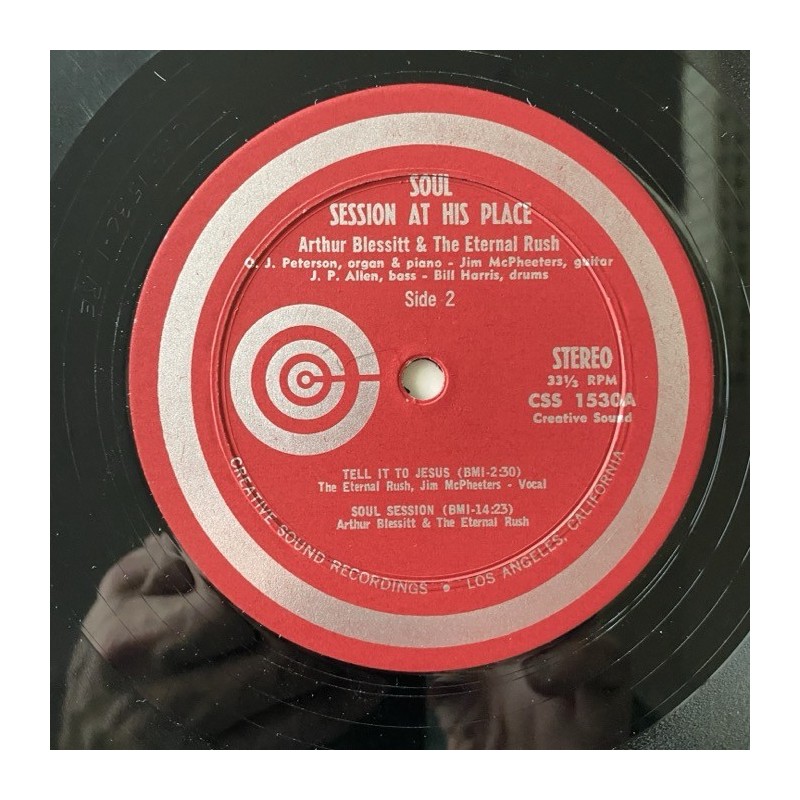 SOUL
SESSION AT HIS PLACE
Arthur Blessitt & The Eternal Rush
O. J. Peterson, organ & piano - Jim McPheeters, guitar
J. P. Allen, bass - Bill Harris, drums
Side 2
STEREO
33⅓ RPM
CSS 1530A
Creative Sound
TELL IT TO JESUS (BMI-2:30)
The Eternal Rush, Jim McPheeters - Vocal
SOUL SESSION (BMI-14:23)
Arthur Blessitt & The Eternal Rush
CREATIVE SOUND RECORDINGS • LOS ANGELES, CALIFORNIA